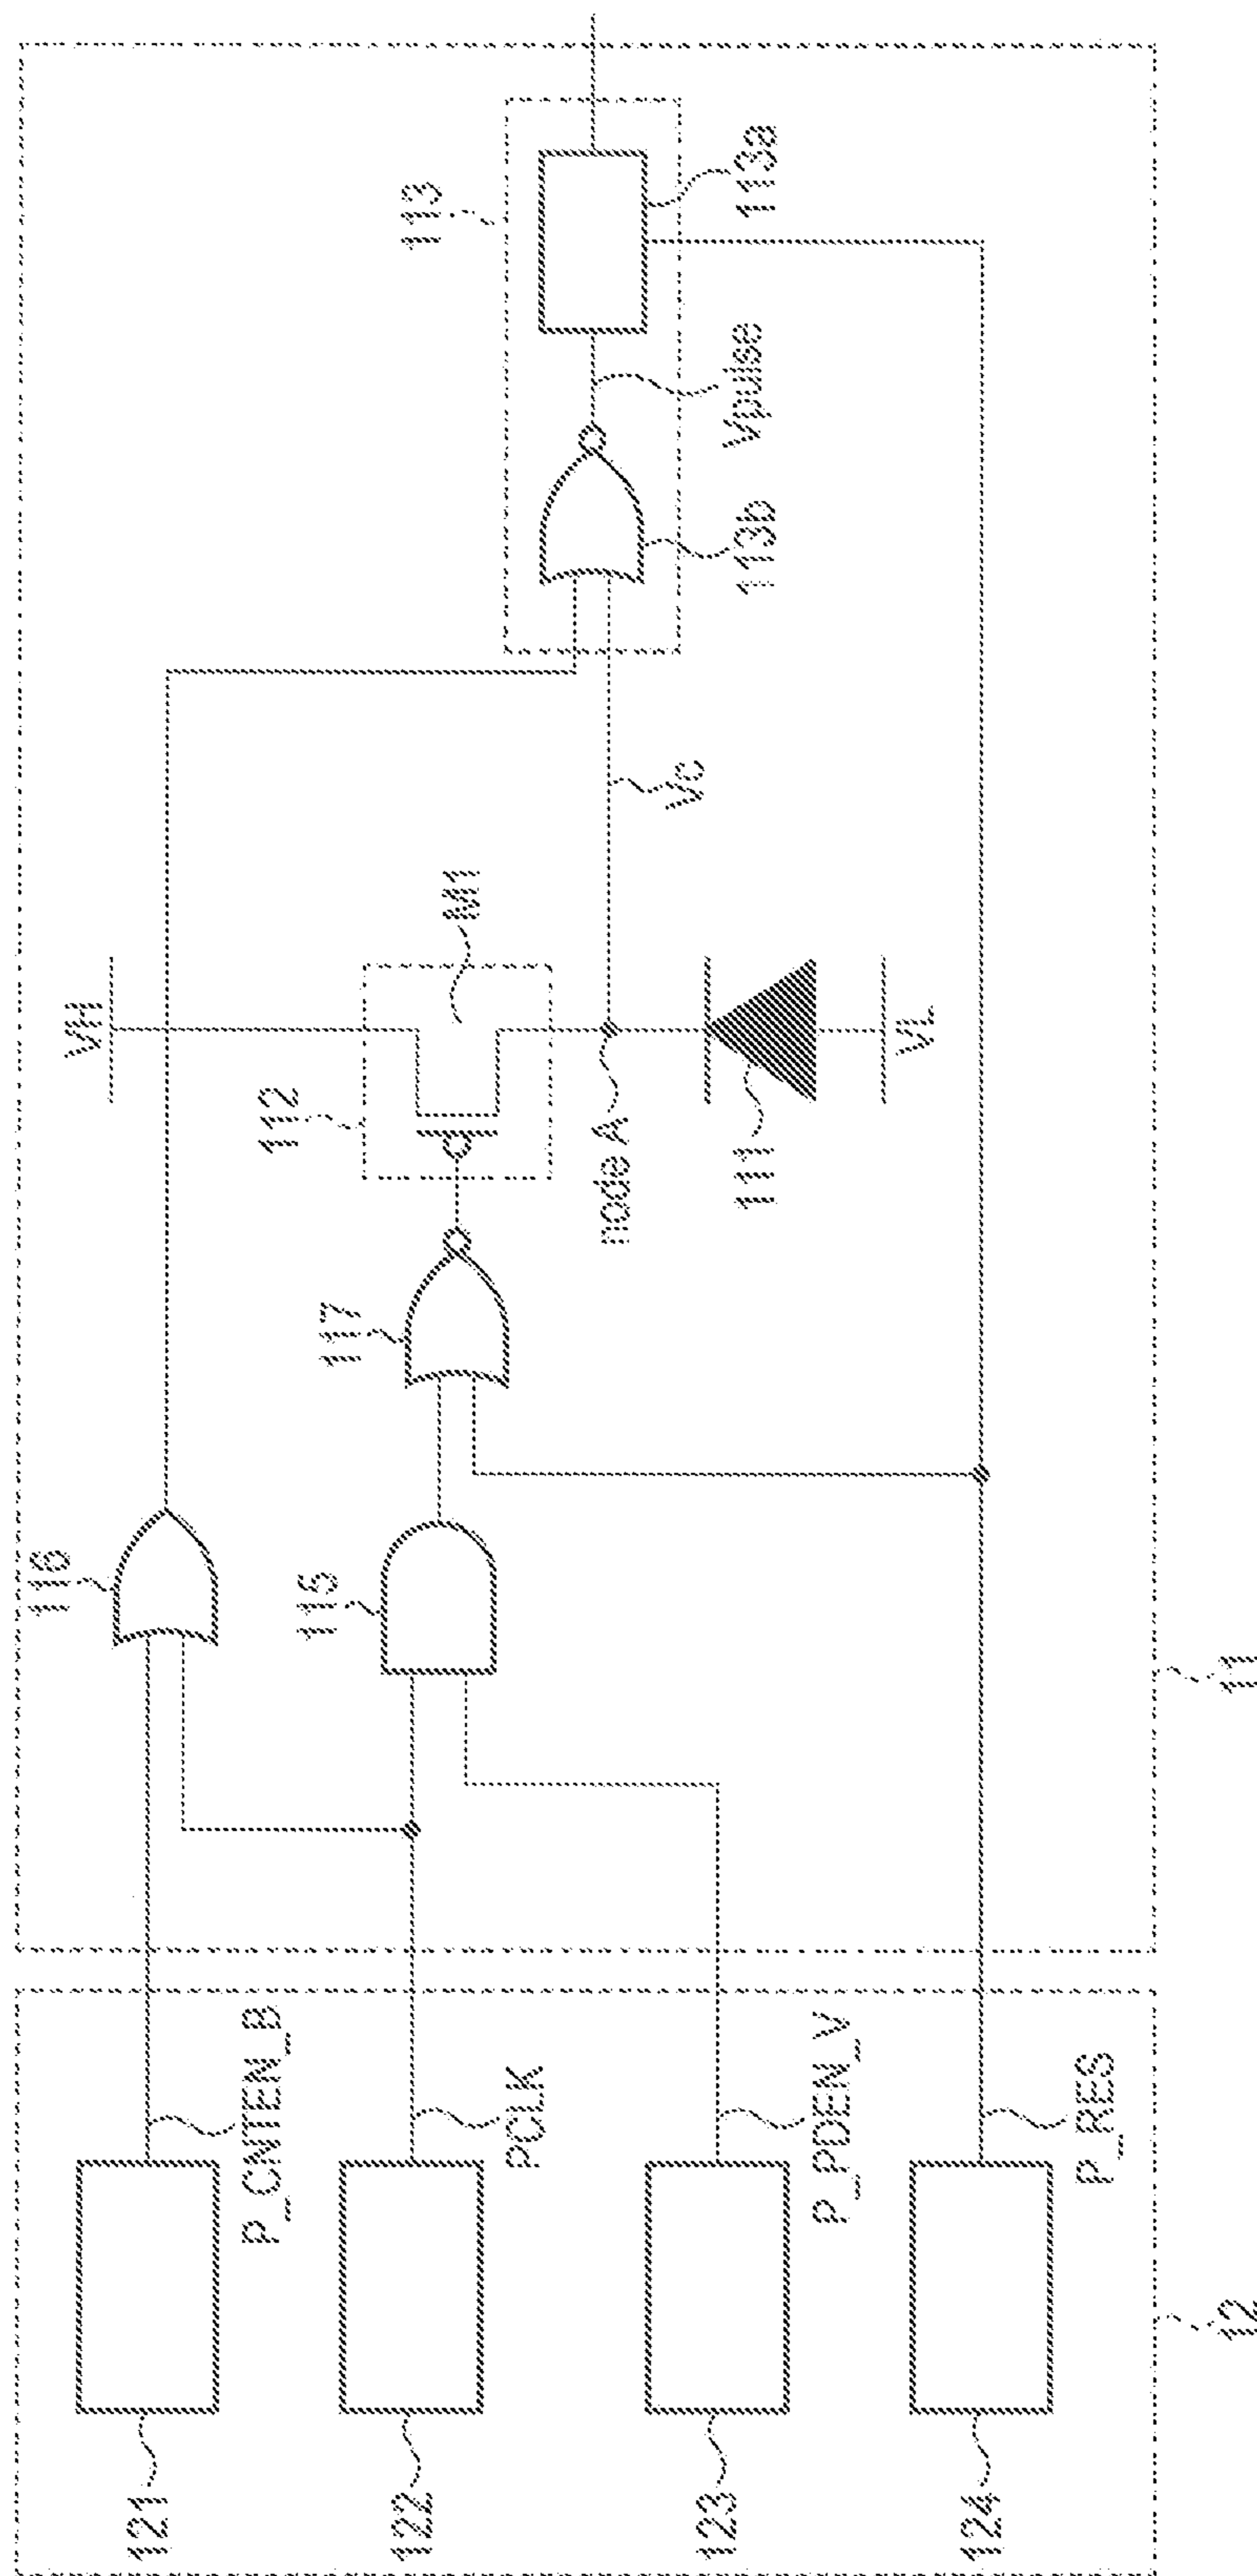 121
P_CNTEN_B
122
PCLK
123
P_PDEN_V
124
P_RES
12
116
115
117
112
M1
VH
node A
111
VL
Vc
113
113b
Vpulse
113a
11